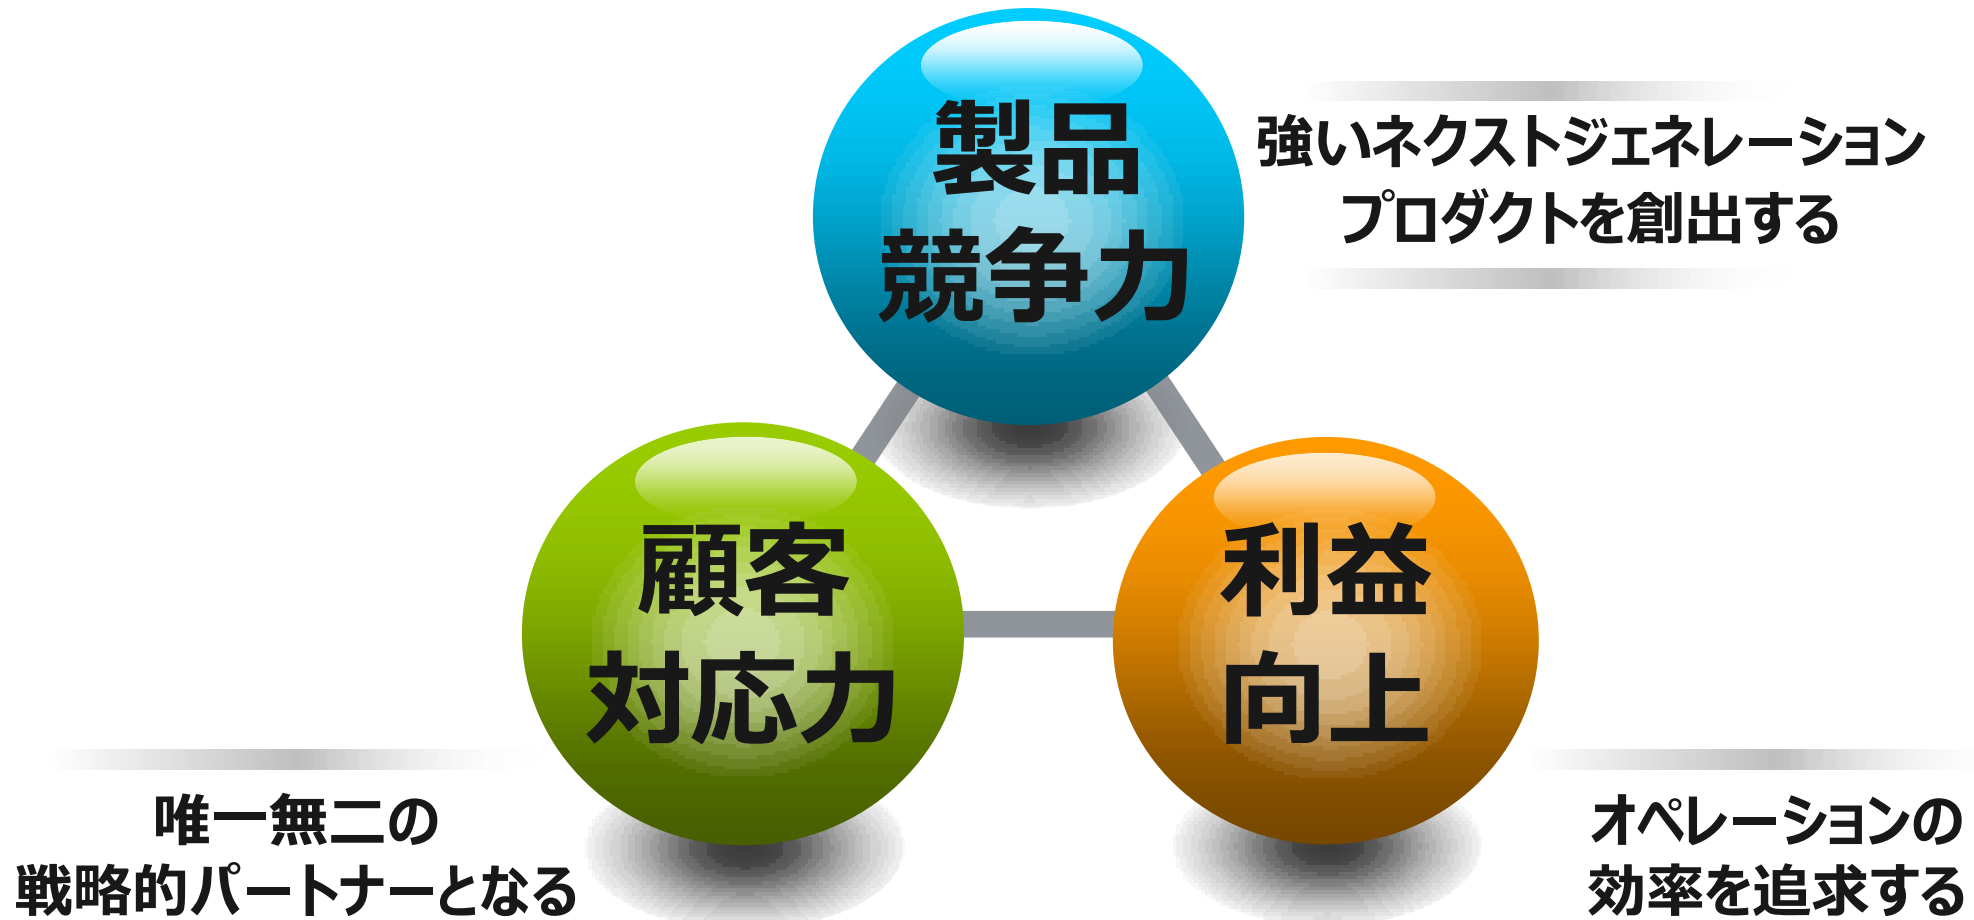 製品
競争力
強いネクストジェネレーション
プロダクトを創出する
顧客
対応力
利益
向上
唯一無二の
戦略的パートナーとなる
オペレーションの
効率を追求する